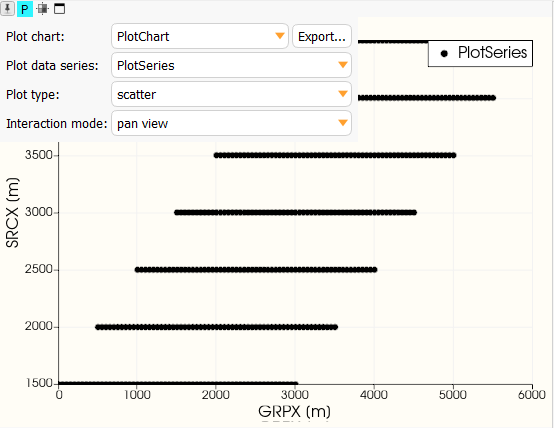 P
Plot chart: PlotChart Export...
Plot data series: PlotSeries
Plot type: scatter
Interaction mode: pan view
PlotSeries
3500
3000
2500
2000
1500
SRCX (m)
0 1000 2000 3000 4000 5000 6000
GRPX (m)